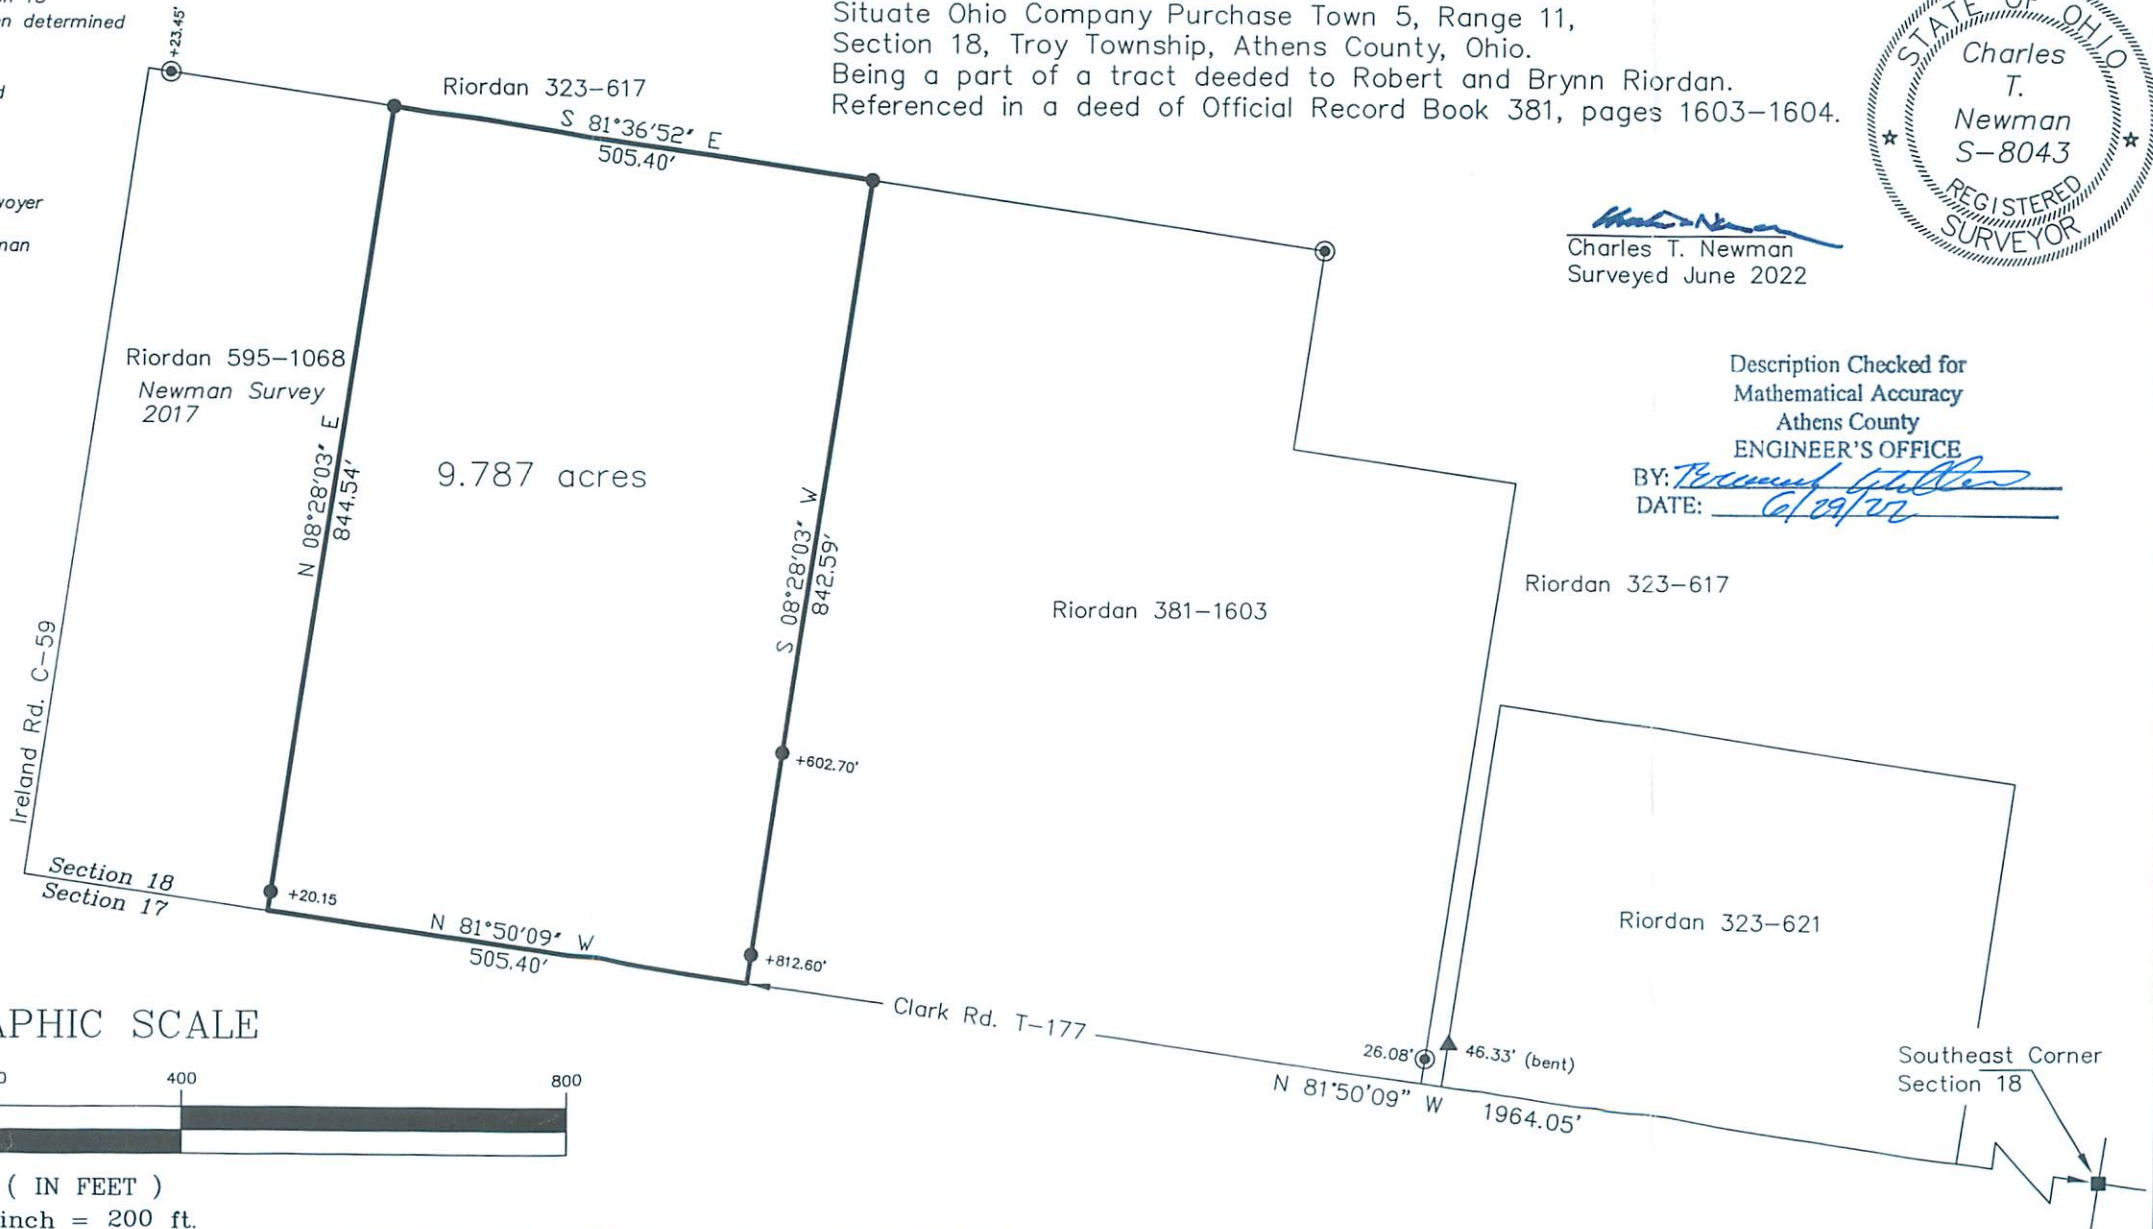 determined
+23.45'
Situate Ohio Company Purchase Town 5, Range 11,
Section 18, Troy Township, Athens County, Ohio.
Being a part of a tract deeded to Robert and Brynn Riordan.
Referenced in a deed of Official Record Book 381, pages 1603-1604.
STATE OF OHIO
Charles
T.
Newman
S-8043
REGISTERED
SURVEYOR
Charles T. Newman
Surveyed June 2022
Description Checked for
Mathematical Accuracy
Athens County
ENGINEER'S OFFICE
BY:
DATE: 6/29/22
Riordan 323-617
S 81°36'52" E
505.40'
Riordan 595-1068
Newman Survey
2017
N 08°28'03" E
844.54'
9.787 acres
S 08°28'03" W
842.59'
Riordan 381-1603
Riordan 323-617
Ireland Rd. C-59
+602.70'
Section 18
Section 17
+20.15
N 81°50'09" W
505.40'
+812.60'
Clark Rd. T-177
Riordan 323-621
26.08'
46.33' (bent)
N 81°50'09" W 1964.05'
Southeast Corner
Section 18
SCALE
400 800
( IN FEET )
inch = 200 ft.